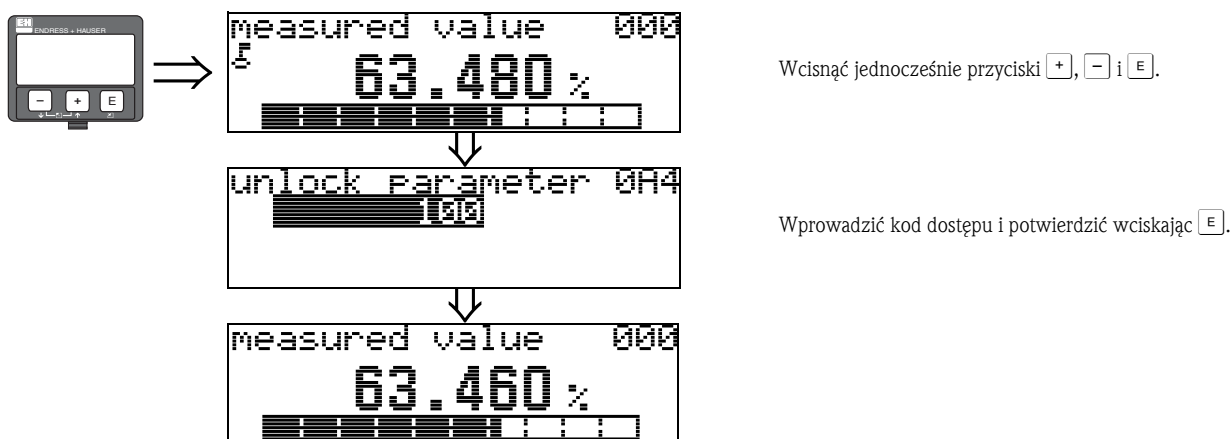 E+H
ENDRESS + HAUSER
- + E
measured value 000
63.480 %
Wcisnąć jednocześnie przyciski +, - i E.
unlock parameter 0A4
100
Wprowadzić kod dostępu i potwierdzić wciskając E.
measured value 000
63.460 %